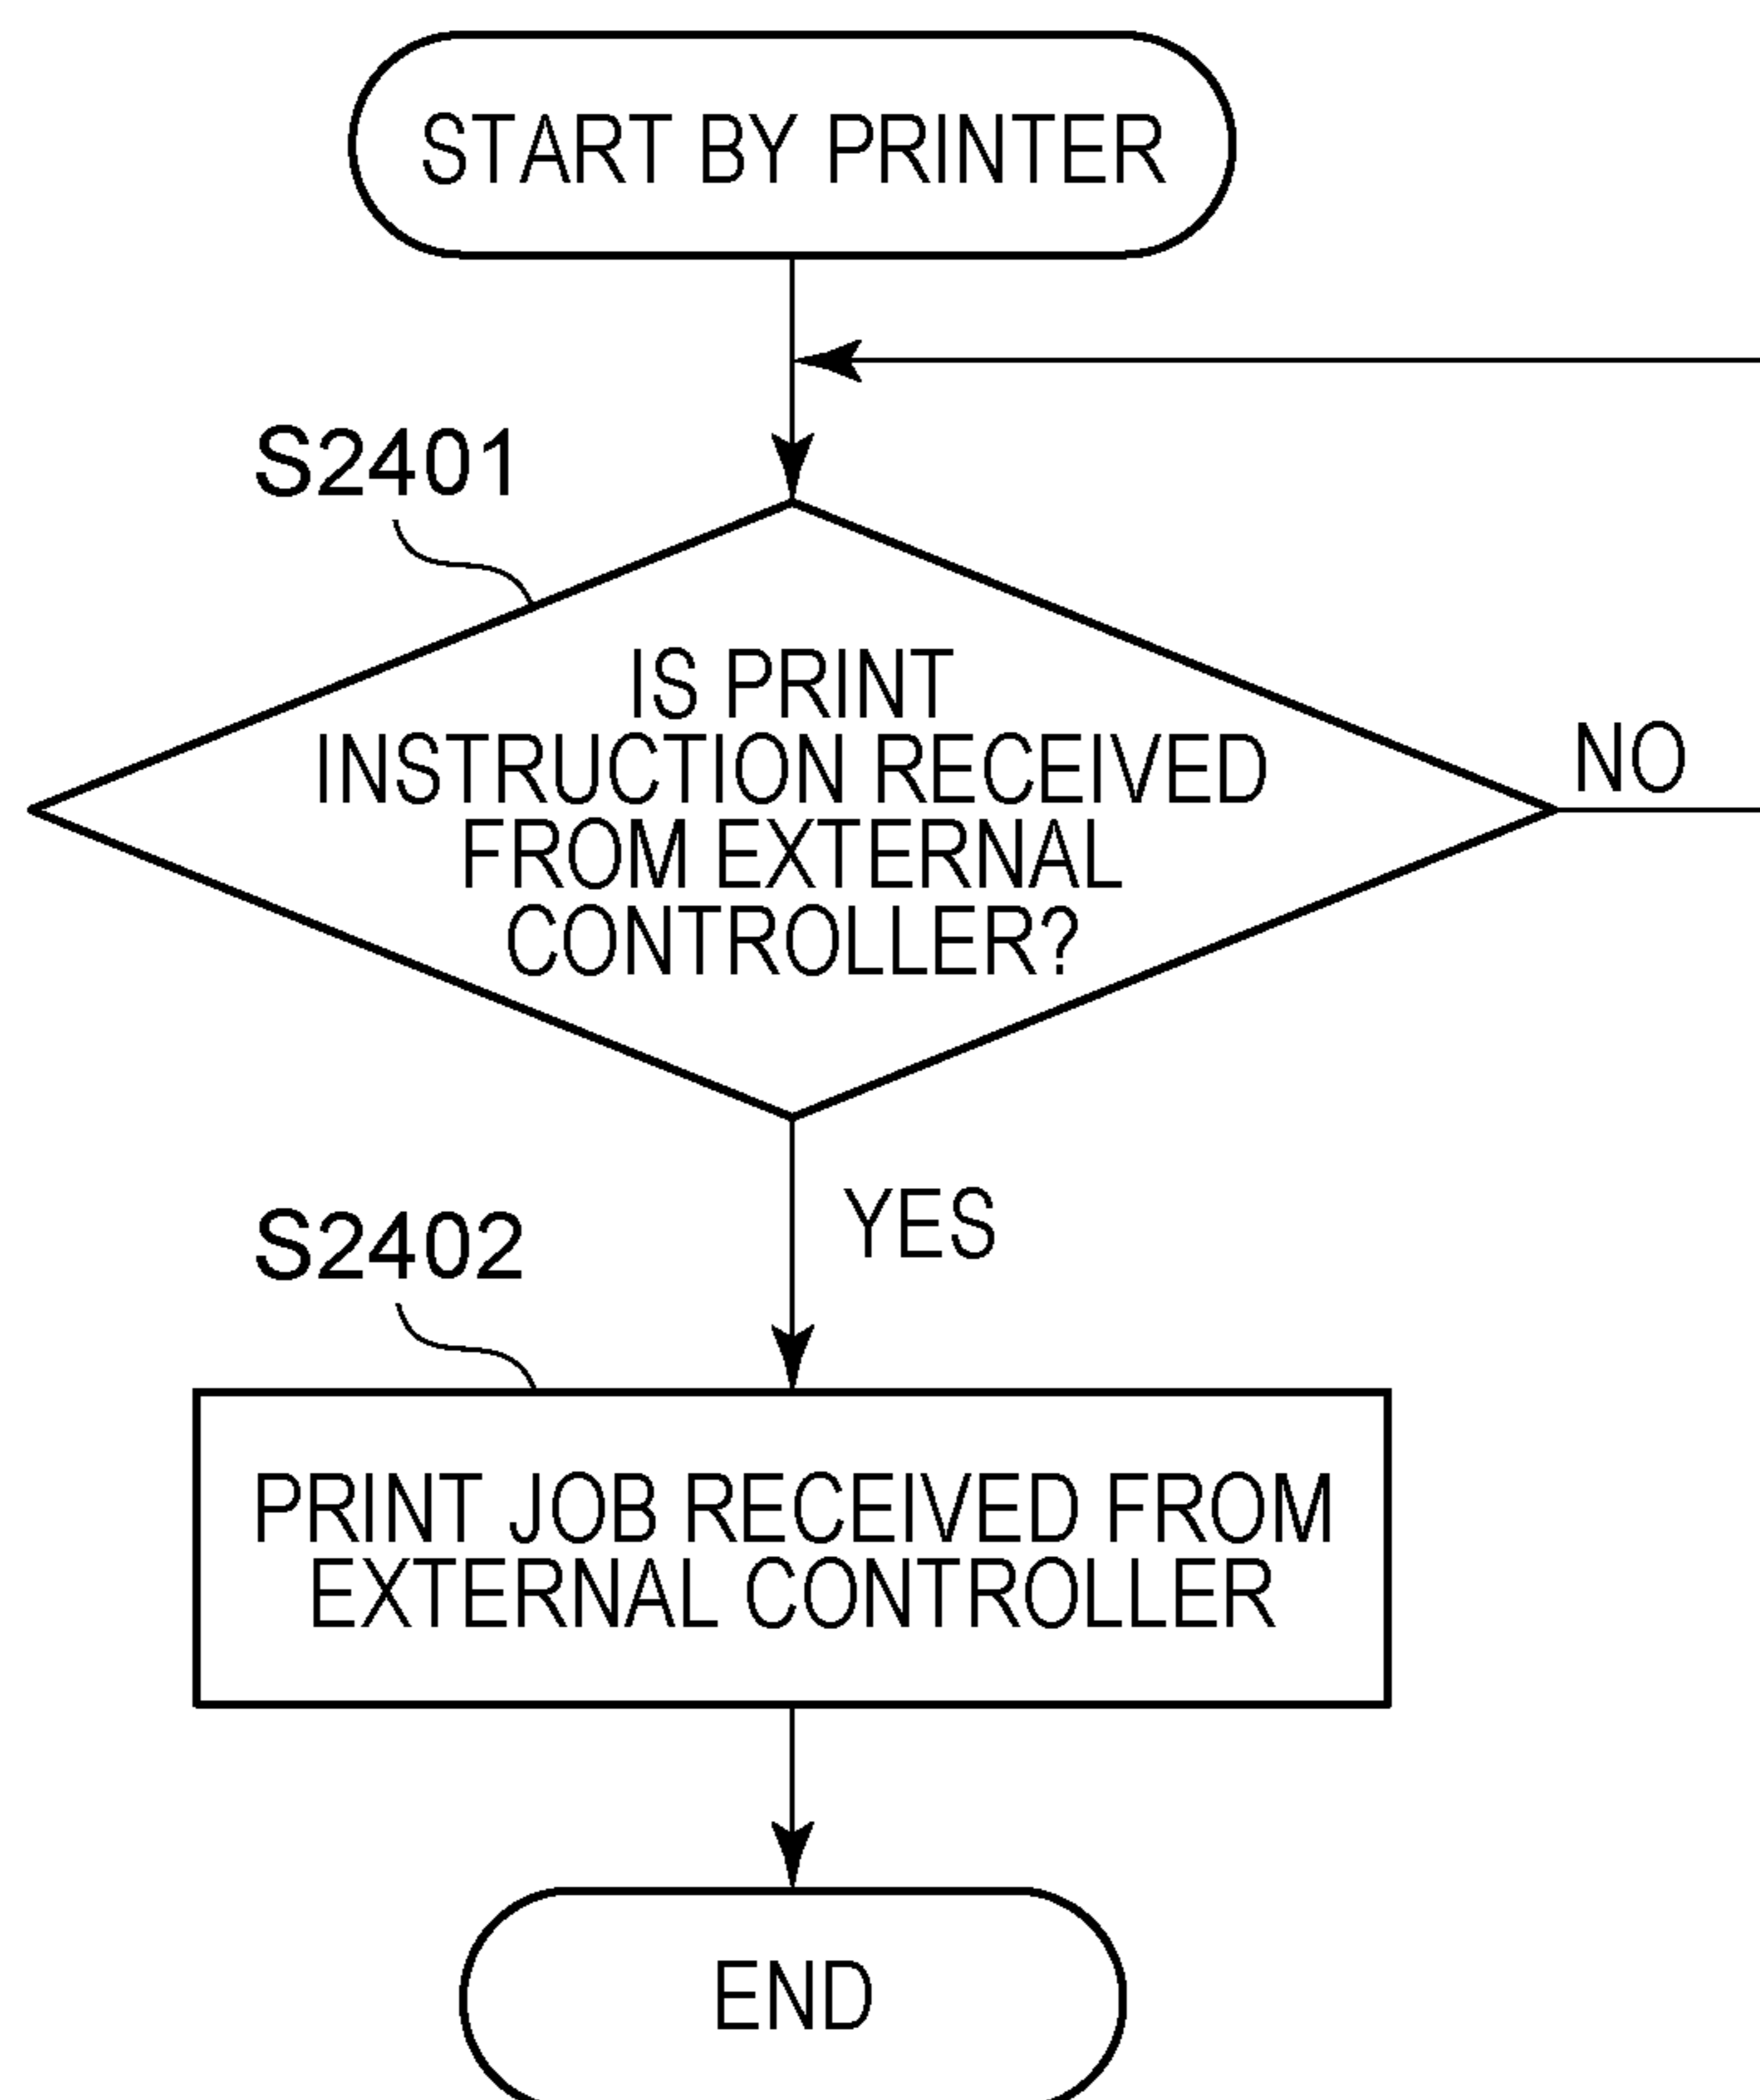 START BY PRINTER
S2401
IS PRINT
INSTRUCTION RECEIVED
FROM EXTERNAL
CONTROLLER?
NO
YES
S2402
PRINT JOB RECEIVED FROM
EXTERNAL CONTROLLER
END